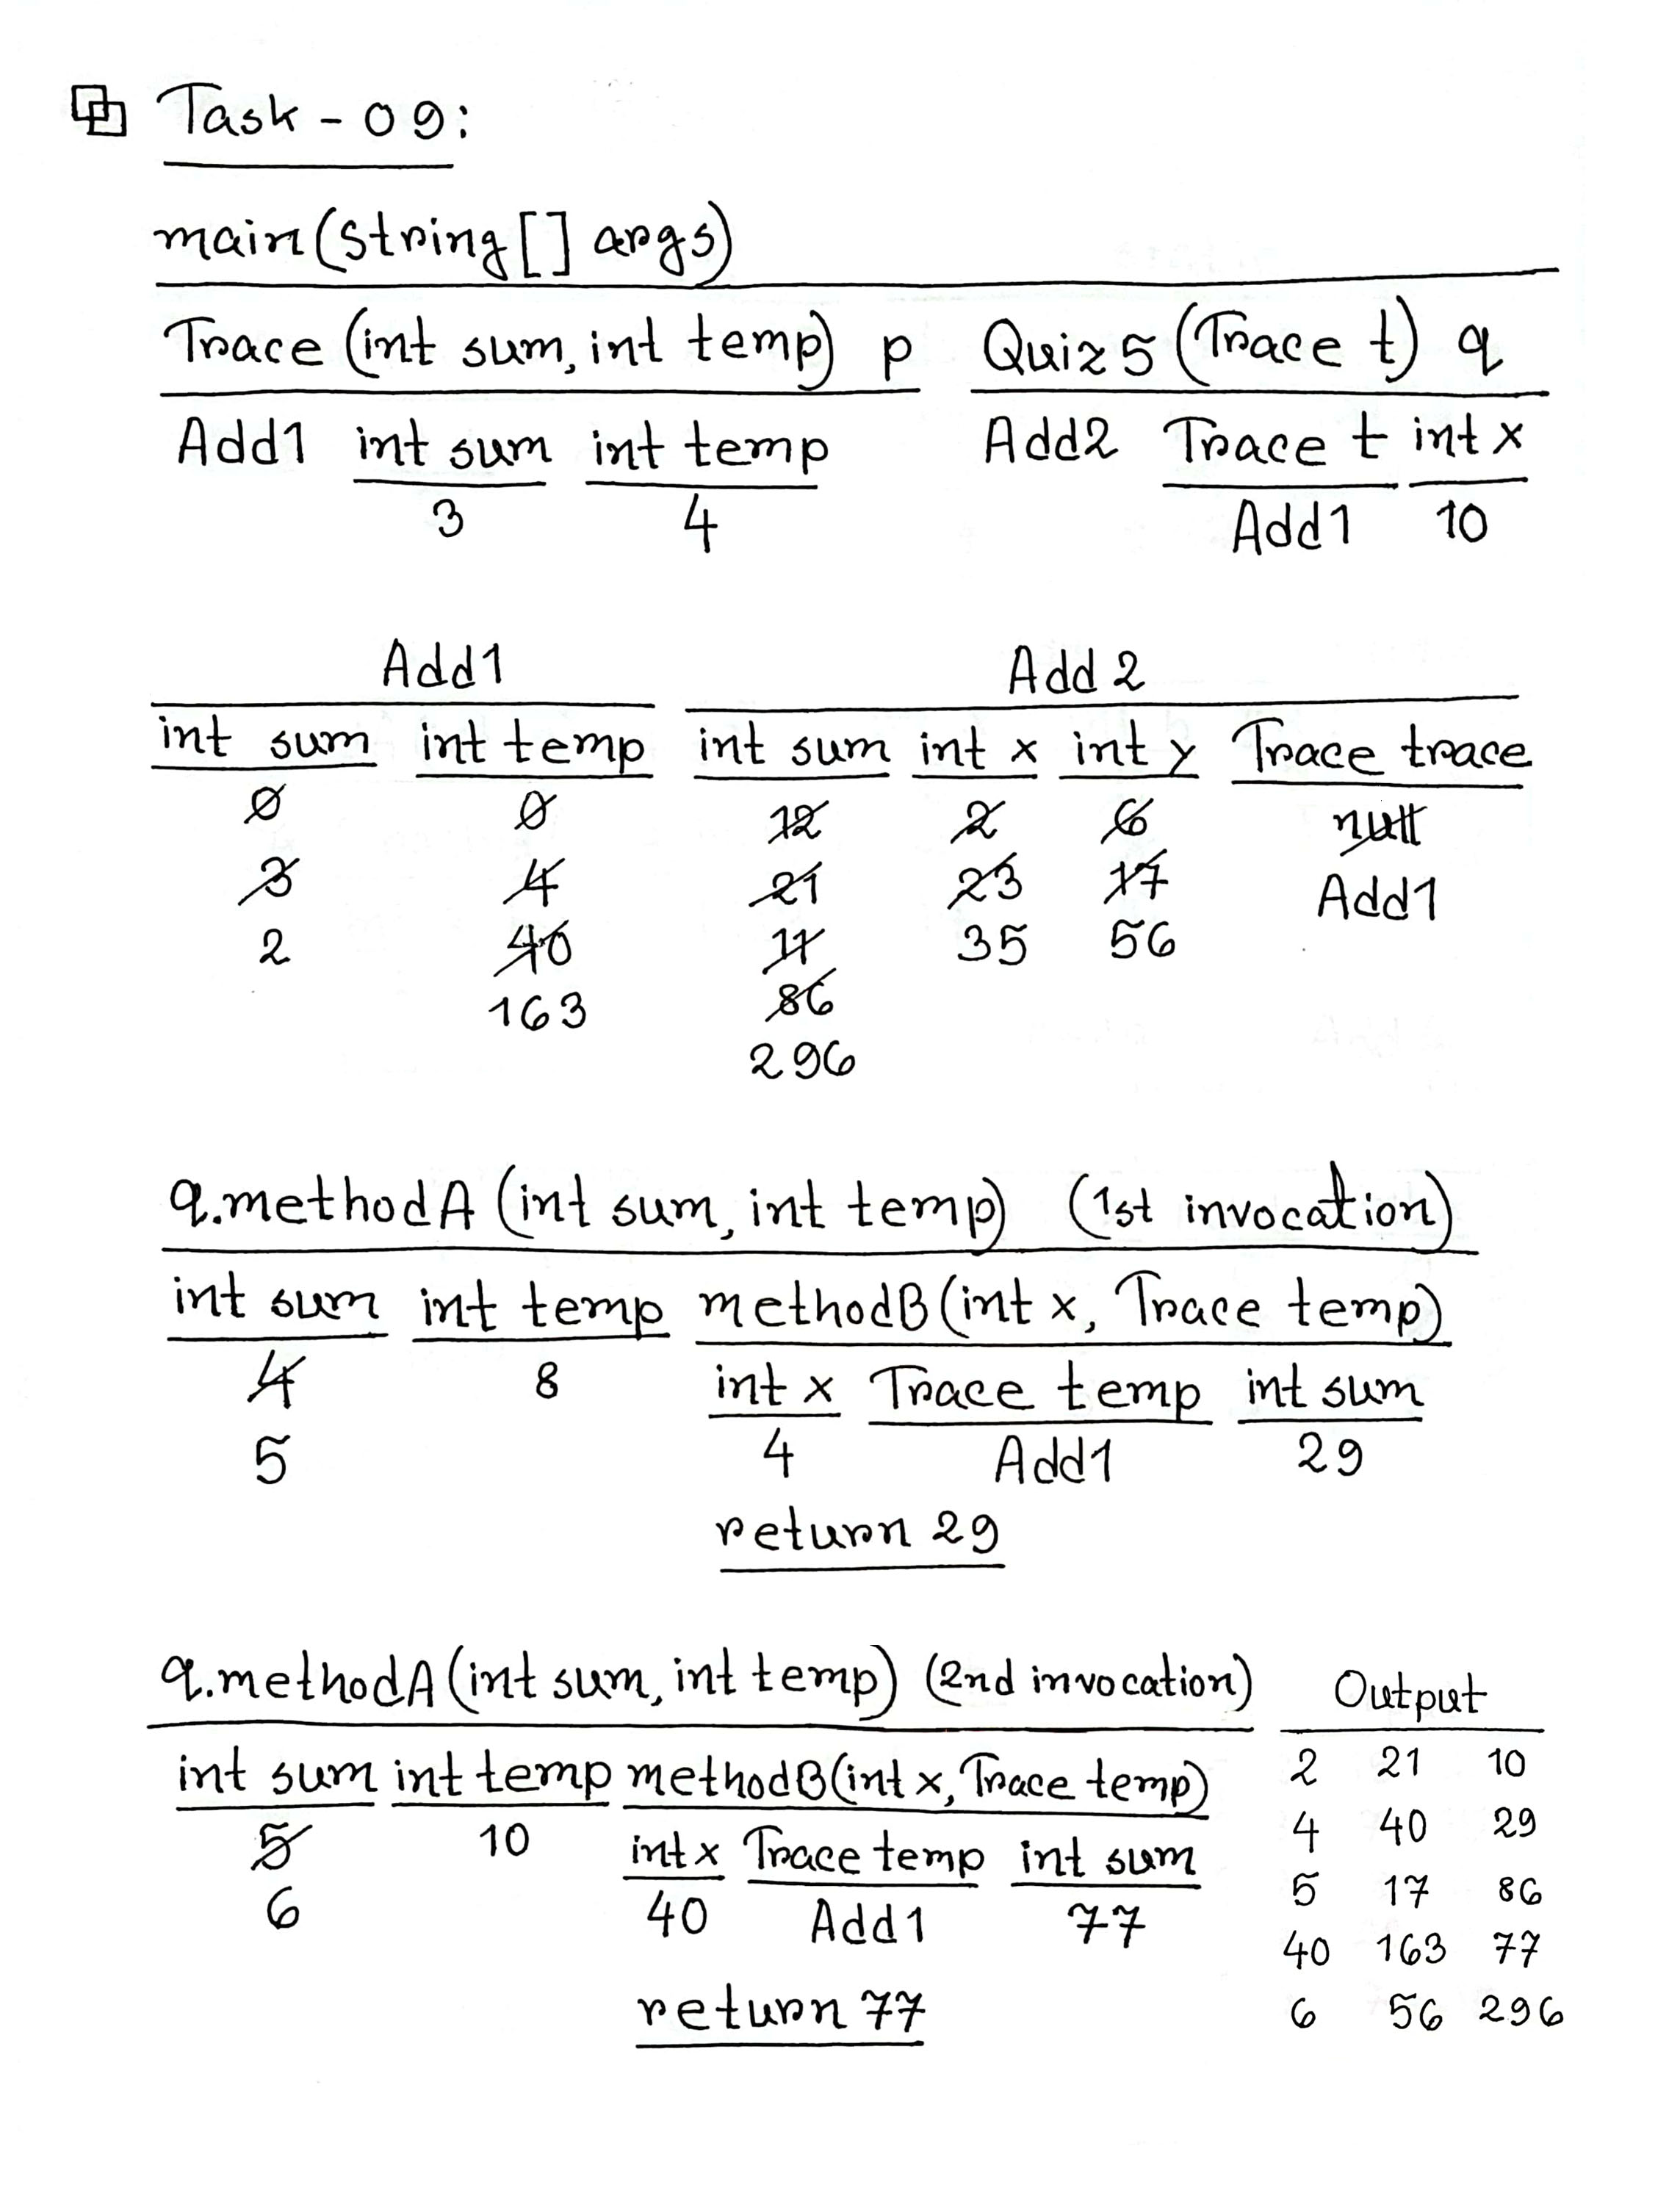 Task - 09:
main(String[] args)
Trace (int sum, int temp) p Quiz5 (Trace t) q
Add1 int sum int temp Add2 Trace t int x
3 4 Add1 10
Add1 Add 2
int sum int temp int sum int x int y Trace trace
0 0 12 2 6 null
3 4 21 23 17 Add1
2 40 11 35 56
163 86
296
q.methodA (int sum, int temp) (1st invocation)
int sum int temp methodB(int x, Trace temp)
4 8 int x Trace temp int sum
5 4 Add1 29
return 29
q.methodA (int sum, int temp) (2nd invocation) Output
int sum int temp methodB(int x, Trace temp) 2 21 10
5 10 int x Trace temp int sum 4 40 29
6 40 Add1 77 5 17 86
40 163 77
return 77 6 56 296